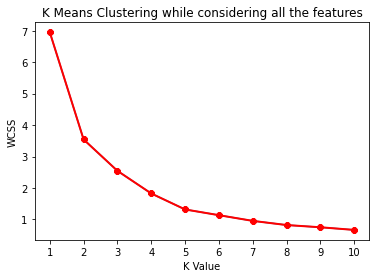 K Means Clustering while considering all the features
7
6
5
4
3
2
1
WCSS
1 2 3 4 5 6 7 8 9 10
K Value